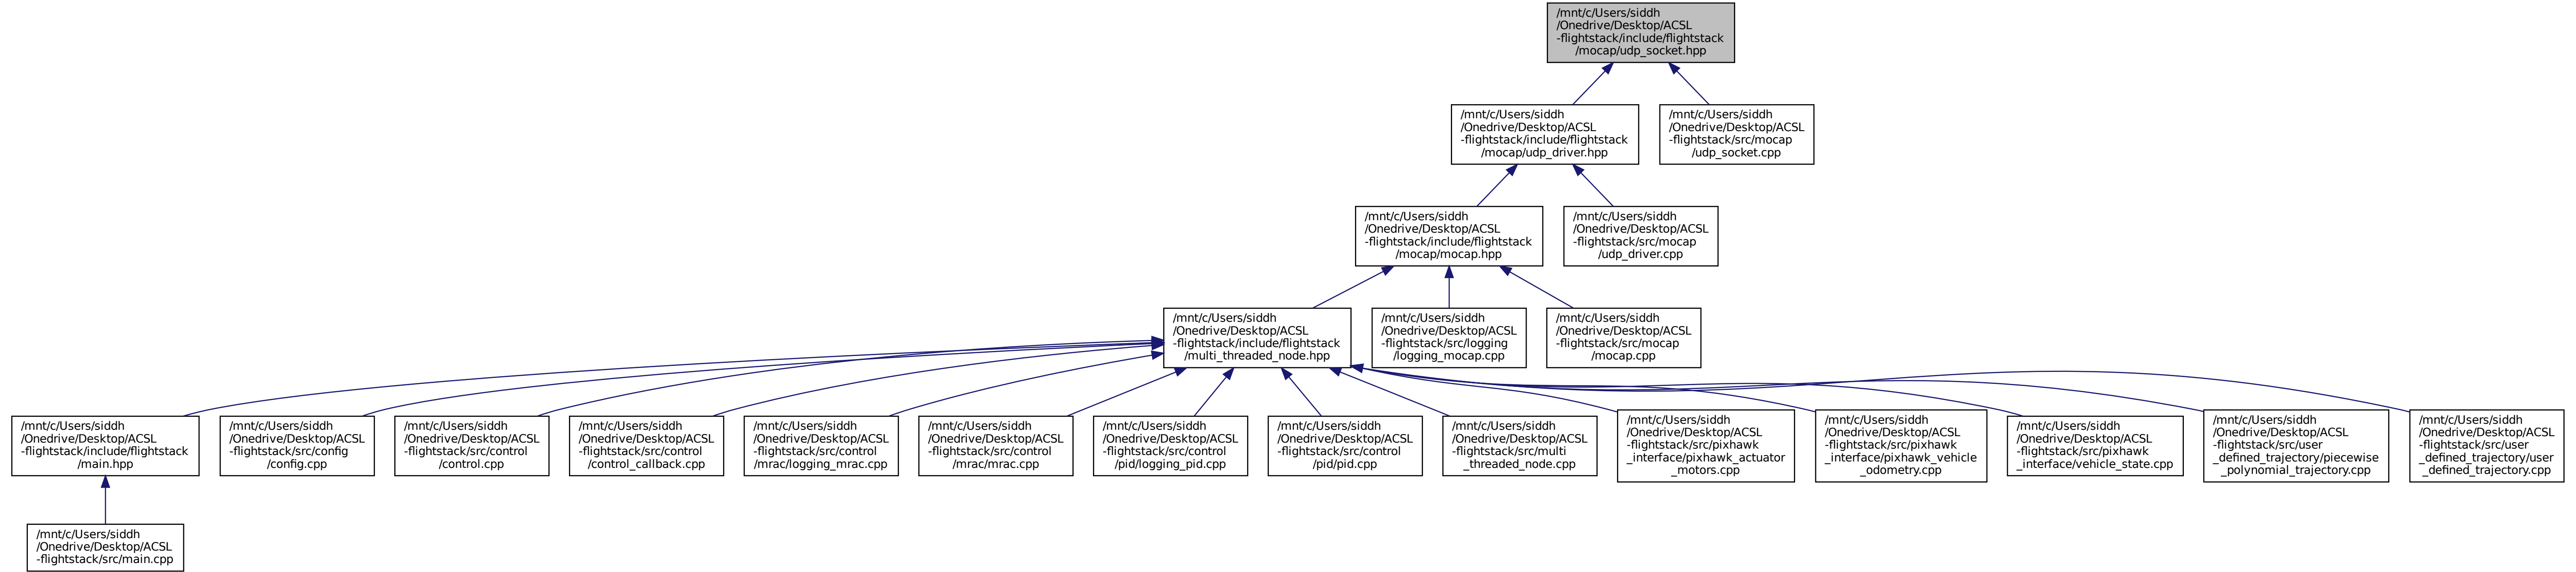 /mnt/c/Users/siddh
/Onedrive/Desktop/ACSL
-flightstack/include/flightstack
/mocap/udp_socket.hpp
/mnt/c/Users/siddh
/Onedrive/Desktop/ACSL
-flightstack/include/flightstack
/mocap/udp_driver.hpp
/mnt/c/Users/siddh
/Onedrive/Desktop/ACSL
-flightstack/src/mocap
/udp_socket.cpp
/mnt/c/Users/siddh
/Onedrive/Desktop/ACSL
-flightstack/include/flightstack
/mocap/mocap.hpp
/mnt/c/Users/siddh
/Onedrive/Desktop/ACSL
-flightstack/src/mocap
/udp_driver.cpp
/mnt/c/Users/siddh
/Onedrive/Desktop/ACSL
-flightstack/include/flightstack
/multi_threaded_node.hpp
/mnt/c/Users/siddh
/Onedrive/Desktop/ACSL
-flightstack/src/logging
/logging_mocap.cpp
/mnt/c/Users/siddh
/Onedrive/Desktop/ACSL
-flightstack/src/mocap
/mocap.cpp
/mnt/c/Users/siddh
/Onedrive/Desktop/ACSL
-flightstack/include/flightstack
/main.hpp
/mnt/c/Users/siddh
/Onedrive/Desktop/ACSL
-flightstack/src/config
/config.cpp
/mnt/c/Users/siddh
/Onedrive/Desktop/ACSL
-flightstack/src/control
/control.cpp
/mnt/c/Users/siddh
/Onedrive/Desktop/ACSL
-flightstack/src/control
/control_callback.cpp
/mnt/c/Users/siddh
/Onedrive/Desktop/ACSL
-flightstack/src/control
/mrac/logging_mrac.cpp
/mnt/c/Users/siddh
/Onedrive/Desktop/ACSL
-flightstack/src/control
/mrac/mrac.cpp
/mnt/c/Users/siddh
/Onedrive/Desktop/ACSL
-flightstack/src/control
/pid/logging_pid.cpp
/mnt/c/Users/siddh
/Onedrive/Desktop/ACSL
-flightstack/src/control
/pid/pid.cpp
/mnt/c/Users/siddh
/Onedrive/Desktop/ACSL
-flightstack/src/multi
_threaded_node.cpp
/mnt/c/Users/siddh
/Onedrive/Desktop/ACSL
-flightstack/src/pixhawk
_interface/pixhawk_actuator
_motors.cpp
/mnt/c/Users/siddh
/Onedrive/Desktop/ACSL
-flightstack/src/pixhawk
_interface/pixhawk_vehicle
_odometry.cpp
/mnt/c/Users/siddh
/Onedrive/Desktop/ACSL
-flightstack/src/pixhawk
_interface/vehicle_state.cpp
/mnt/c/Users/siddh
/Onedrive/Desktop/ACSL
-flightstack/src/user
_defined_trajectory/piecewise
_polynomial_trajectory.cpp
/mnt/c/Users/siddh
/Onedrive/Desktop/ACSL
-flightstack/src/user
_defined_trajectory/user
_defined_trajectory.cpp
/mnt/c/Users/siddh
/Onedrive/Desktop/ACSL
-flightstack/src/main.cpp